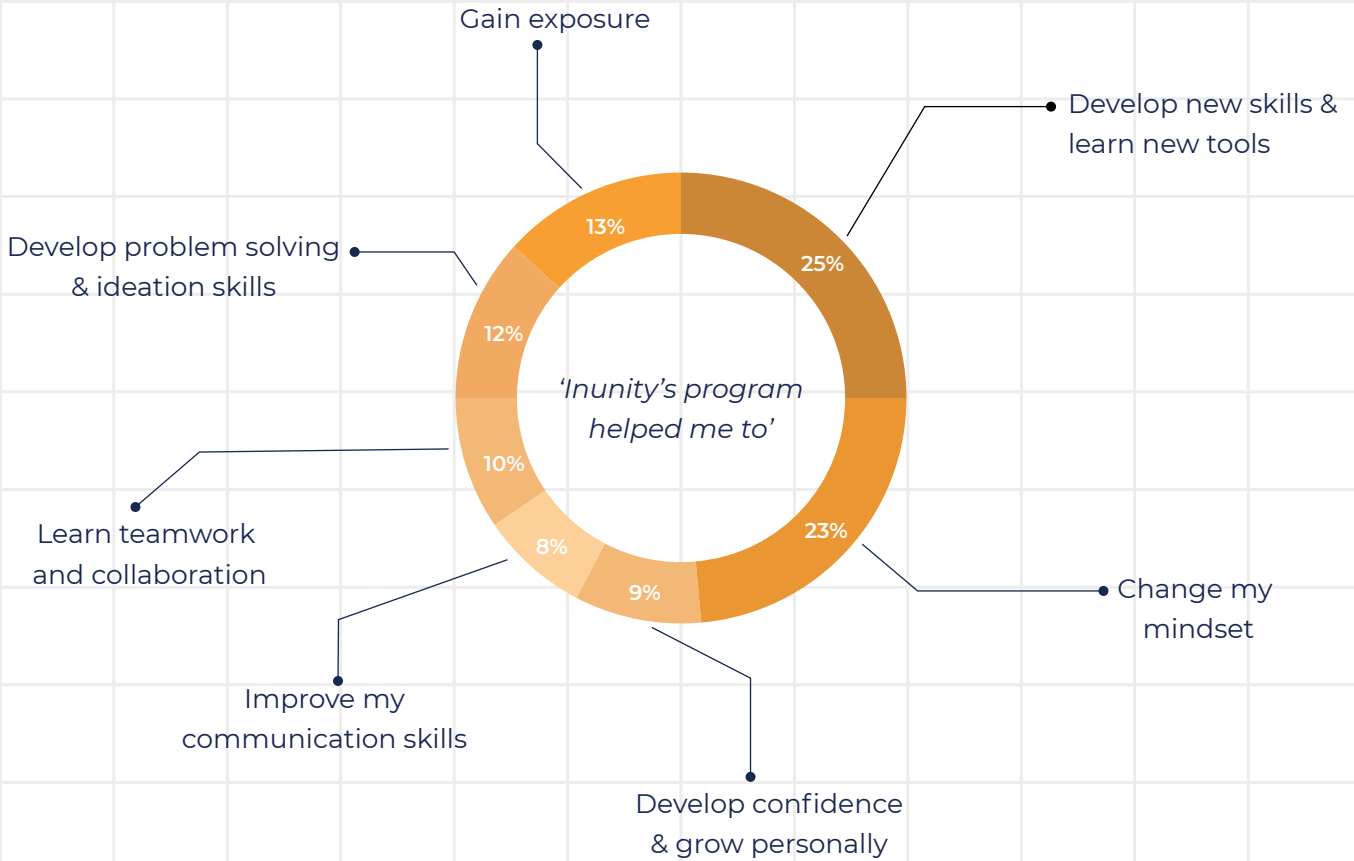 Gain exposure
Develop new skills &
learn new tools
13%
25%
Develop problem solving
& ideation skills
12%
‘Inunity’s program
helped me to’
10%
23%
8%
9%
Learn teamwork
and collaboration
Change my
mindset
Improve my
communication skills
Develop confidence
& grow personally